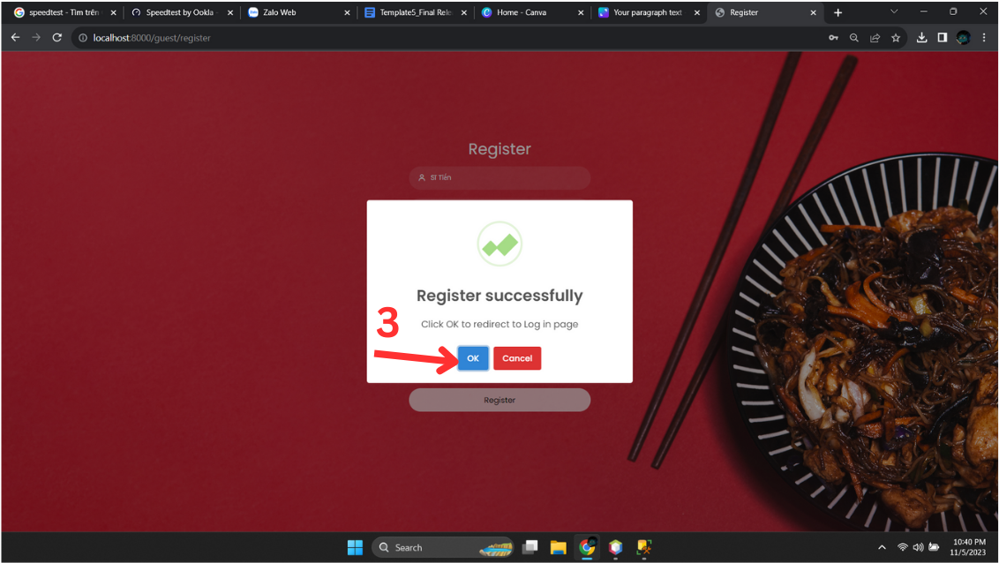 speedtest - Tìm trên
Speedtest by Ookla -
Zalo Web
Template5_Final Rele
Home - Canva
Your paragraph text
Register
localhost:8000/guest/register
Register
Sĩ Tiến
Register successfully
3
Click OK to redirect to Log in page
OK
Cancel
Register
Search
10:40 PM
11/5/2023